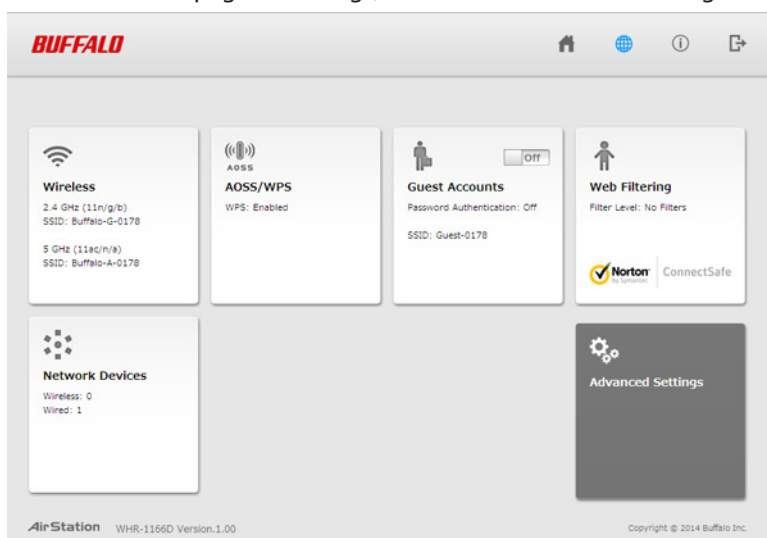 BUFFALO
AOSS
Off
Wireless
2.4 GHz (11n/g/b)
SSID: Buffalo-G-0178
5 GHz (11ac/n/a)
SSID: Buffalo-A-0178
AOSS/WPS
WPS: Enabled
Guest Accounts
Password Authentication: Off
SSID: Guest-0178
Web Filtering
Filter Level: No Filters
Norton
by Symantec
ConnectSafe
Network Devices
Wireless: 0
Wired: 1
Advanced Settings
AirStation WHR-1166D Version.1.00
Copyright © 2014 Buffalo Inc.